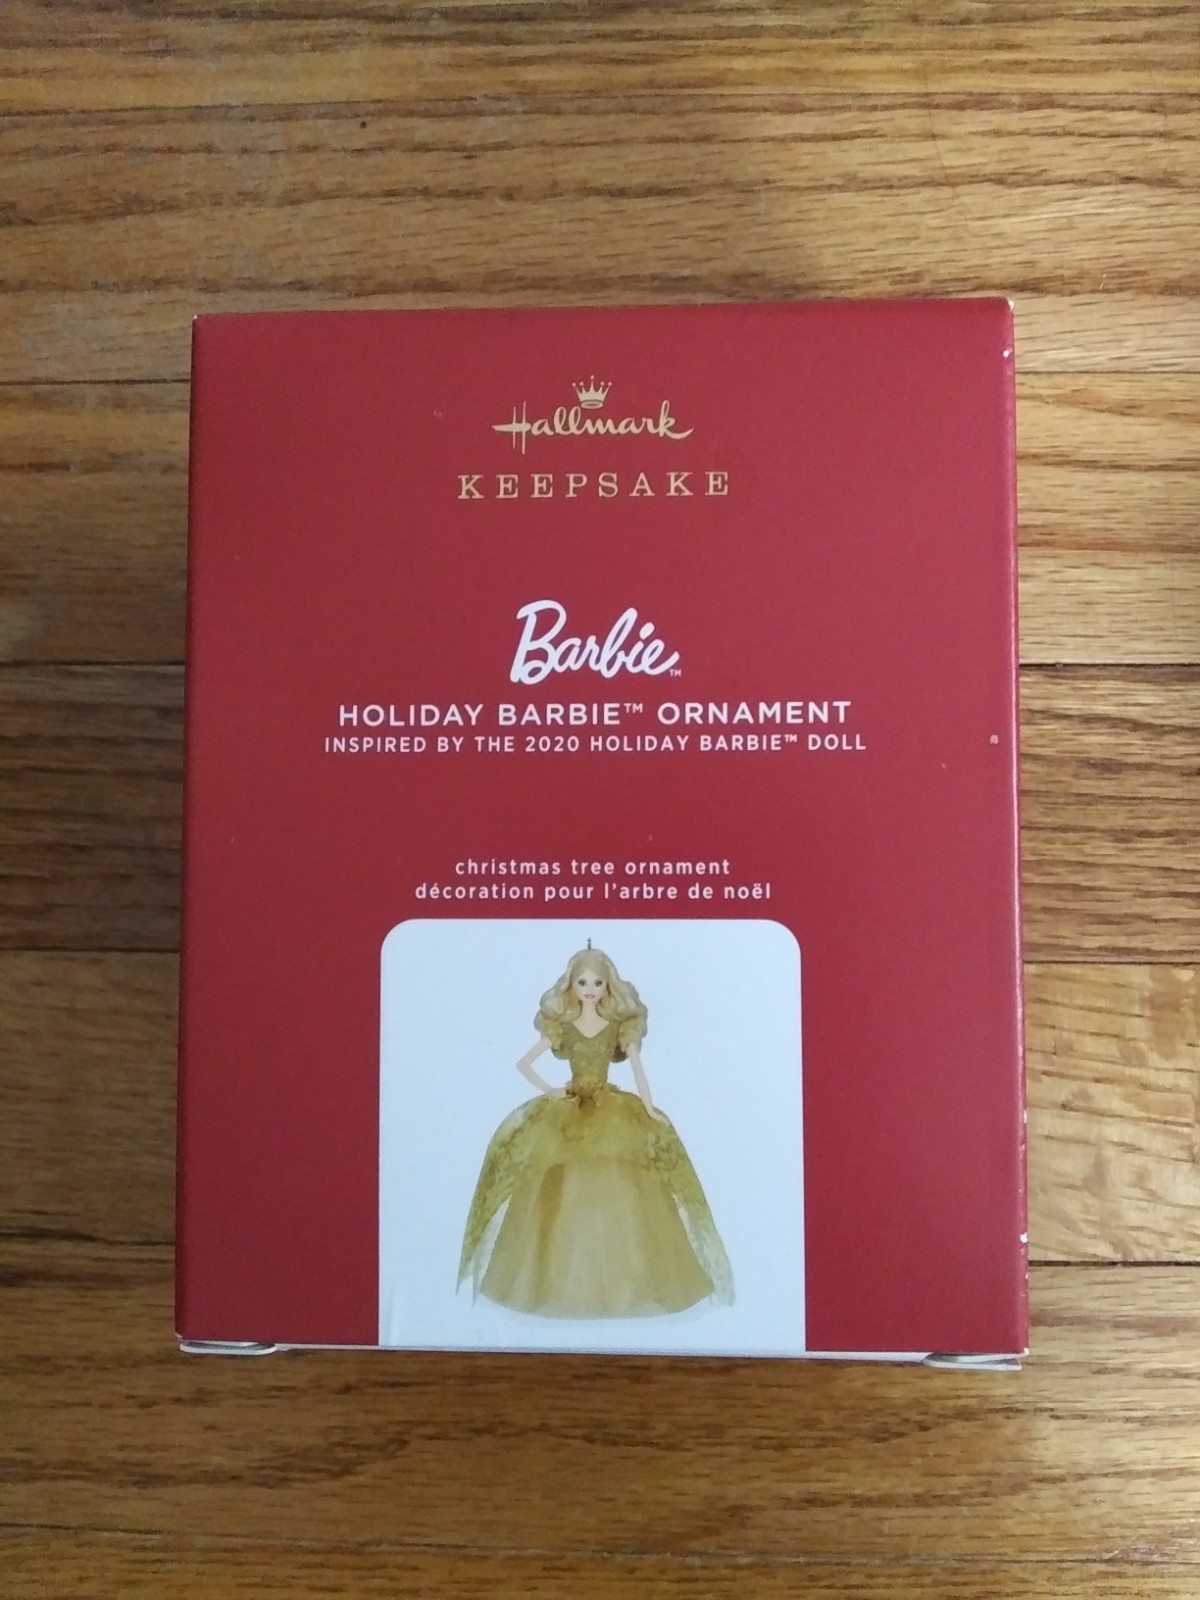 Hallmark
KEEPSAKE
Barbie™
HOLIDAY BARBIE™ ORNAMENT
INSPIRED BY THE 2020 HOLIDAY BARBIE™ DOLL
christmas tree ornament
décoration pour l'arbre de noël